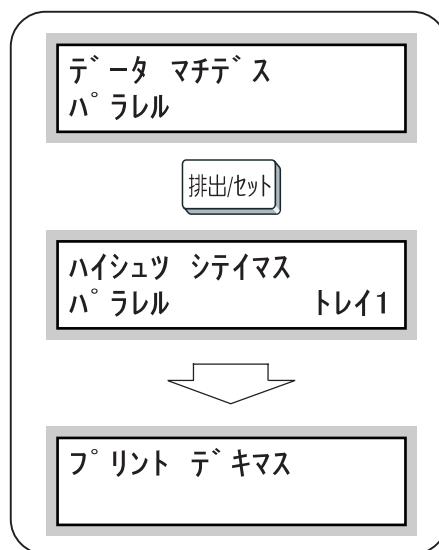 データ マチデス
パラレル
排出/セット
ハイシュツ シテイマス
パラレル トレイ1
プリント デキマス